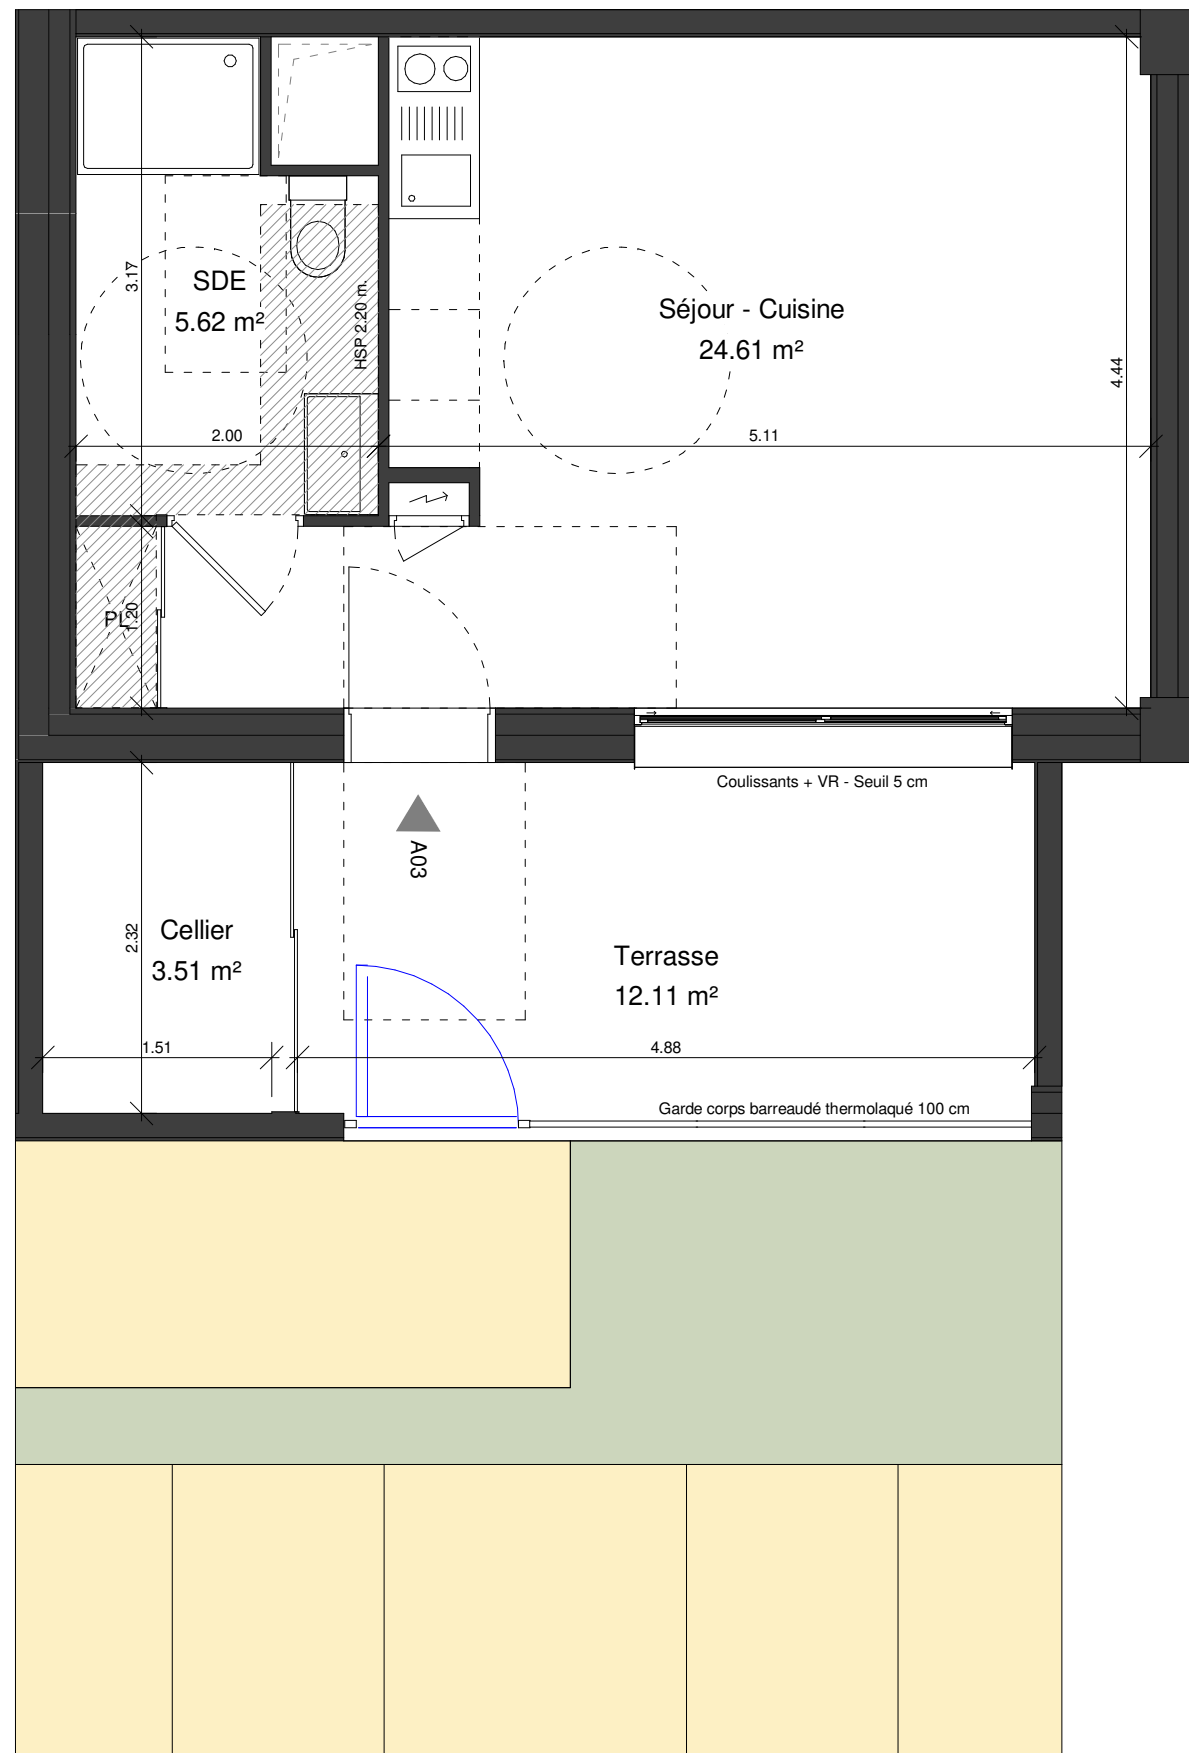 SDE
5.62 m²
3.17
HSP 2.20 m.
Séjour - Cuisine
24.61 m²
4.44
2.00
5.11
PL
1.20
Coulissants + VR - Seuil 5 cm
A03
Cellier
3.51 m²
2.32
Terrasse
12.11 m²
1.51
4.88
Garde corps barreaudé thermolaqué 100 cm